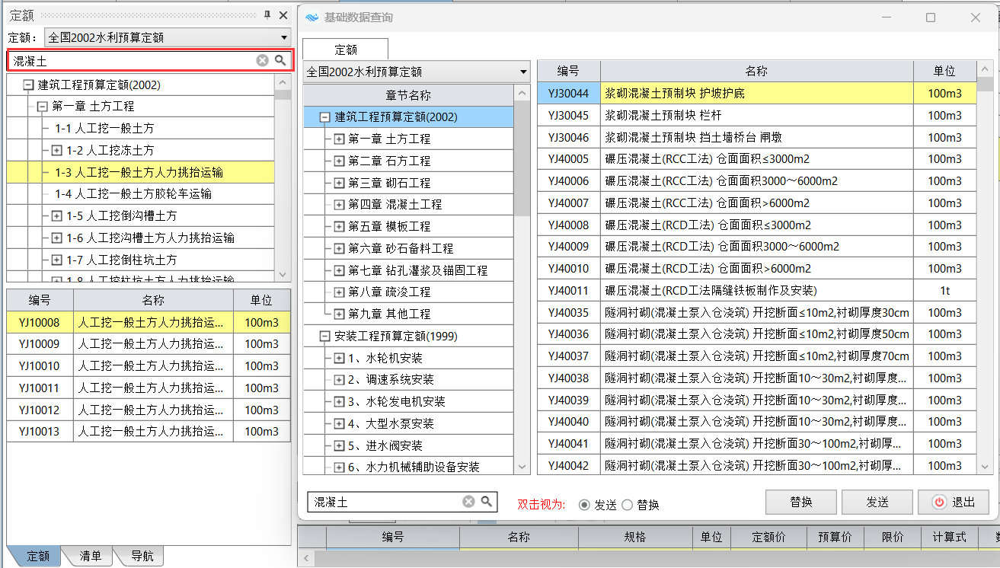 定额
定额： 全国2002水利预算定额
混凝土
建筑工程预算定额(2002)
第一章 土方工程
1-1 人工挖一般土方
1-2 人工挖冻土方
1-3 人工挖一般土方人力挑抬运输
1-4 人工挖一般土方胶轮车运输
1-5 人工挖倒沟槽土方
1-6 人工挖沟槽土方人力挑抬运输
1-7 人工挖倒柱坑土方
1-8 人工挖柱坑土方人力挑抬运输
编号 名称 单位
YJ10008 人工挖一般土方人力挑抬运... 100m3
YJ10009 人工挖一般土方人力挑抬运... 100m3
YJ10010 人工挖一般土方人力挑抬运... 100m3
YJ10011 人工挖一般土方人力挑抬运... 100m3
YJ10012 人工挖一般土方人力挑抬运... 100m3
YJ10013 人工挖一般土方人力挑抬运... 100m3
定额 清单 导航
基础数据查询
定额
全国2002水利预算定额
章节名称
建筑工程预算定额(2002)
第一章 土方工程
第二章 石方工程
第三章 砌石工程
第四章 混凝土工程
第五章 模板工程
第六章 砂石备料工程
第七章 钻孔灌浆及锚固工程
第八章 疏浚工程
第九章 其他工程
安装工程预算定额(1999)
1、水轮机安装
2、调速系统安装
3、水轮发电机安装
4、大型水泵安装
5、进水阀安装
6、水力机械辅助设备安装
编号 名称 单位
YJ30044 浆砌混凝土预制块 护坡护底 100m3
YJ30045 浆砌混凝土预制块 栏杆 100m3
YJ30046 浆砌混凝土预制块 挡土墙桥台 闸墩 100m3
YJ40005 碾压混凝土(RCC工法) 仓面面积≤3000m2 100m3
YJ40006 碾压混凝土(RCC工法) 仓面面积3000～6000m2 100m3
YJ40007 碾压混凝土(RCC工法) 仓面面积>6000m2 100m3
YJ40008 碾压混凝土(RCD工法) 仓面面积≤3000m2 100m3
YJ40009 碾压混凝土(RCD工法) 仓面面积3000～6000m2 100m3
YJ40010 碾压混凝土(RCD工法) 仓面面积>6000m2 100m3
YJ40011 碾压混凝土(RCD工法隔缝铁板制作及安装) 1t
YJ40035 隧洞衬砌(混凝土泵入仓浇筑) 开挖断面≤10m2,衬砌厚度30cm 100m3
YJ40036 隧洞衬砌(混凝土泵入仓浇筑) 开挖断面≤10m2,衬砌厚度50cm 100m3
YJ40037 隧洞衬砌(混凝土泵入仓浇筑) 开挖断面≤10m2,衬砌厚度70cm 100m3
YJ40038 隧洞衬砌(混凝土泵入仓浇筑) 开挖断面10～30m2,衬砌厚度... 100m3
YJ40039 隧洞衬砌(混凝土泵入仓浇筑) 开挖断面10～30m2,衬砌厚度... 100m3
YJ40040 隧洞衬砌(混凝土泵入仓浇筑) 开挖断面10～30m2,衬砌厚度... 100m3
YJ40041 隧洞衬砌(混凝土泵入仓浇筑) 开挖断面30～100m2,衬砌厚... 100m3
YJ40042 隧洞衬砌(混凝土泵入仓浇筑) 开挖断面30～100m2,衬砌厚... 100m3
混凝土 双击视为: 发送 替换 替换 发送 退出
编号 名称 规格 单位 定额价 预算价 限价 计算式